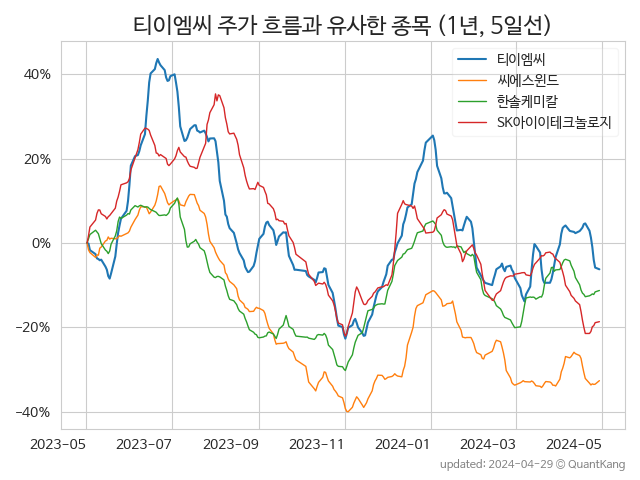 티이엠씨 주가 흐름과 유사한 종목 (1년, 5일선)
티이엠씨
씨에스윈드
한솔케미칼
SK아이이테크놀로지
40%
20%
0%
−20%
−40%
2023-05 2023-07 2023-09 2023-11 2024-01 2024-03 2024-05
updated: 2024-04-29 © QuantKang